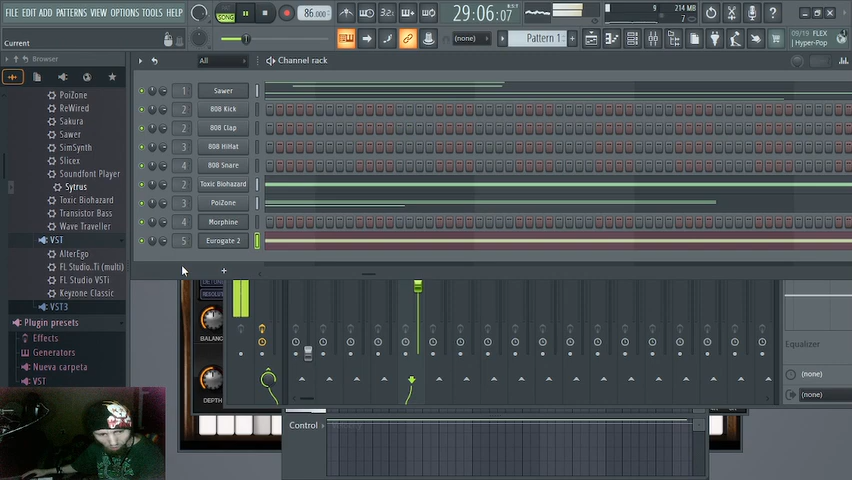 FILE EDIT ADD PATTERNS VIEW OPTIONS TOOLS HELP
SONG
86.000
3.2.
29:06:07
9
214 MB
7
Current
(none)
Pattern 1
09/19 FLEX
| Hyper-Pop
Browser
All
Channel rack
PoiZone
ReWired
Sakura
Sawer
SimSynth
Slicex
Soundfont Player
Sytrus
Toxic Biohazard
Transistor Bass
Wave Traveller
VST
AlterEgo
FL Studio..Ti (multi)
FL Studio VSTi
Keyzone Classic
VST3
Plugin presets
Effects
Generators
Nueva carpeta
VST
1 Sawer
2 808 Kick
2 808 Clap
3 808 HiHat
4 808 Snare
2 Toxic Biohazard
3 PoiZone
4 Morphine
5 Eurogate 2
+
BALANC
DEPTH
Control
Equalizer
(none)
(none)